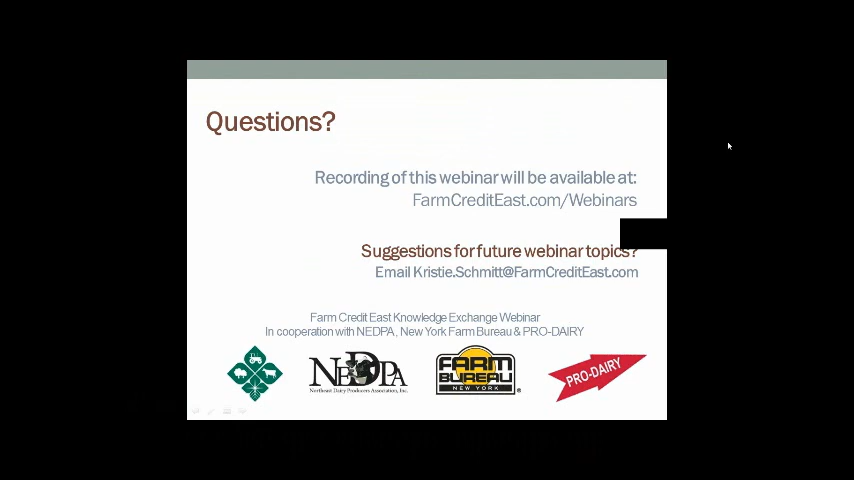 Questions?
Recording of this webinar will be available at:
FarmCreditEast.com/Webinars
Suggestions for future webinar topics?
Email Kristie.Schmitt@FarmCreditEast.com
Farm Credit East Knowledge Exchange Webinar
In cooperation with NEDPA, New York Farm Bureau & PRO-DAIRY
NEDPA
Northeast Dairy Producers Association, Inc.
FARM
BUREAU
NEW YORK
®
PRO-DAIRY